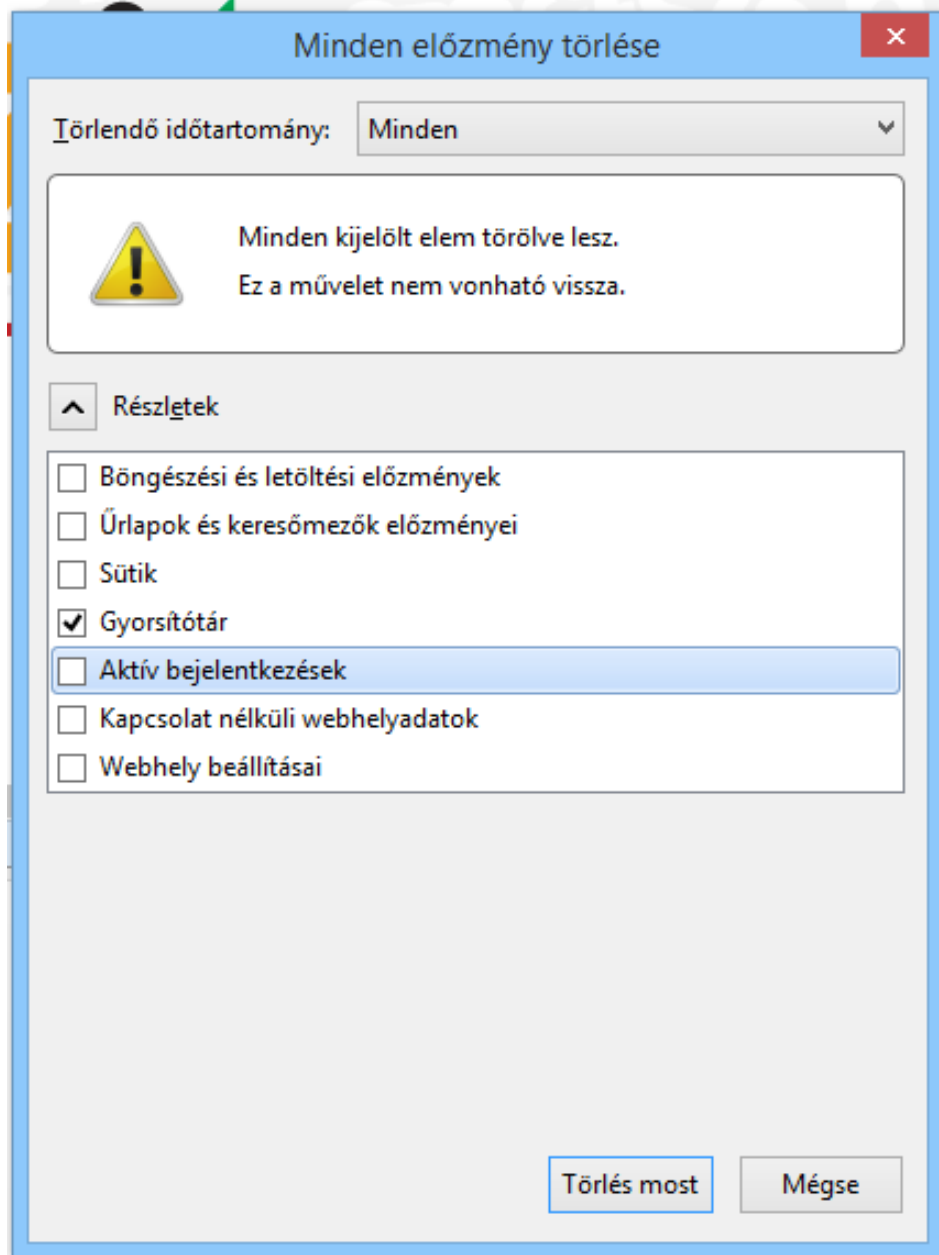 Minden előzmény törlése
Törlendő időtartomány: Minden
Minden kijelölt elem törölve lesz.
Ez a művelet nem vonható vissza.
Részletek
Böngészési és letöltési előzmények
Űrlapok és keresőmezők előzményei
Sütik
Gyorsítótár
Aktív bejelentkezések
Kapcsolat nélküli webhelyadatok
Webhely beállításai
Törlés most Mégse